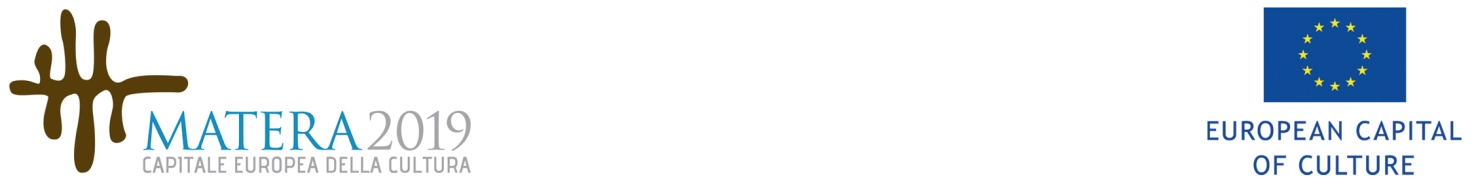 MATERA2019
CAPITALE EUROPEA DELLA CULTURA
EUROPEAN CAPITAL
OF CULTURE